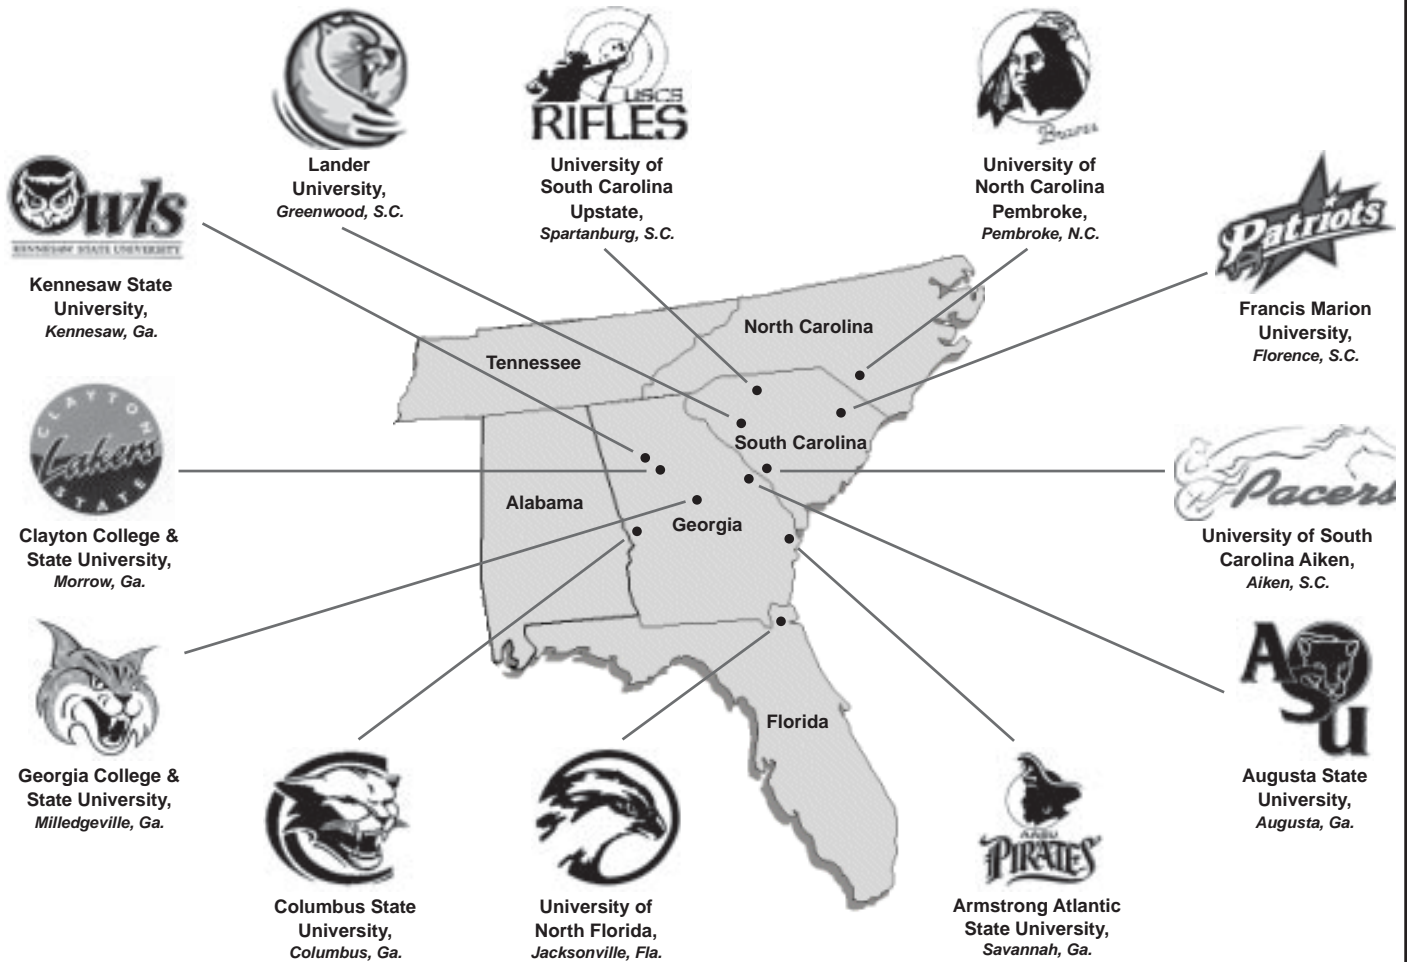 USCS
RIFLES
Braves
Lander
University,
Greenwood, S.C.
University of
South Carolina
Upstate,
Spartanburg, S.C.
University of
North Carolina
Pembroke,
Pembroke, N.C.
Owls
KENNESAW STATE UNIVERSITY
Kennesaw State
University,
Kennesaw, Ga.
Patriots
Francis Marion
University,
Florence, S.C.
North Carolina
Tennessee
South Carolina
Alabama
Georgia
Florida
CLAYTON
Lakers
STATE
Clayton College &
State University,
Morrow, Ga.
Pacers
University of South
Carolina Aiken,
Aiken, S.C.
Georgia College &
State University,
Milledgeville, Ga.
ASU
Augusta State
University,
Augusta, Ga.
Columbus State
University,
Columbus, Ga.
University of
North Florida,
Jacksonville, Fla.
AASU
PIRATES
Armstrong Atlantic
State University,
Savannah, Ga.